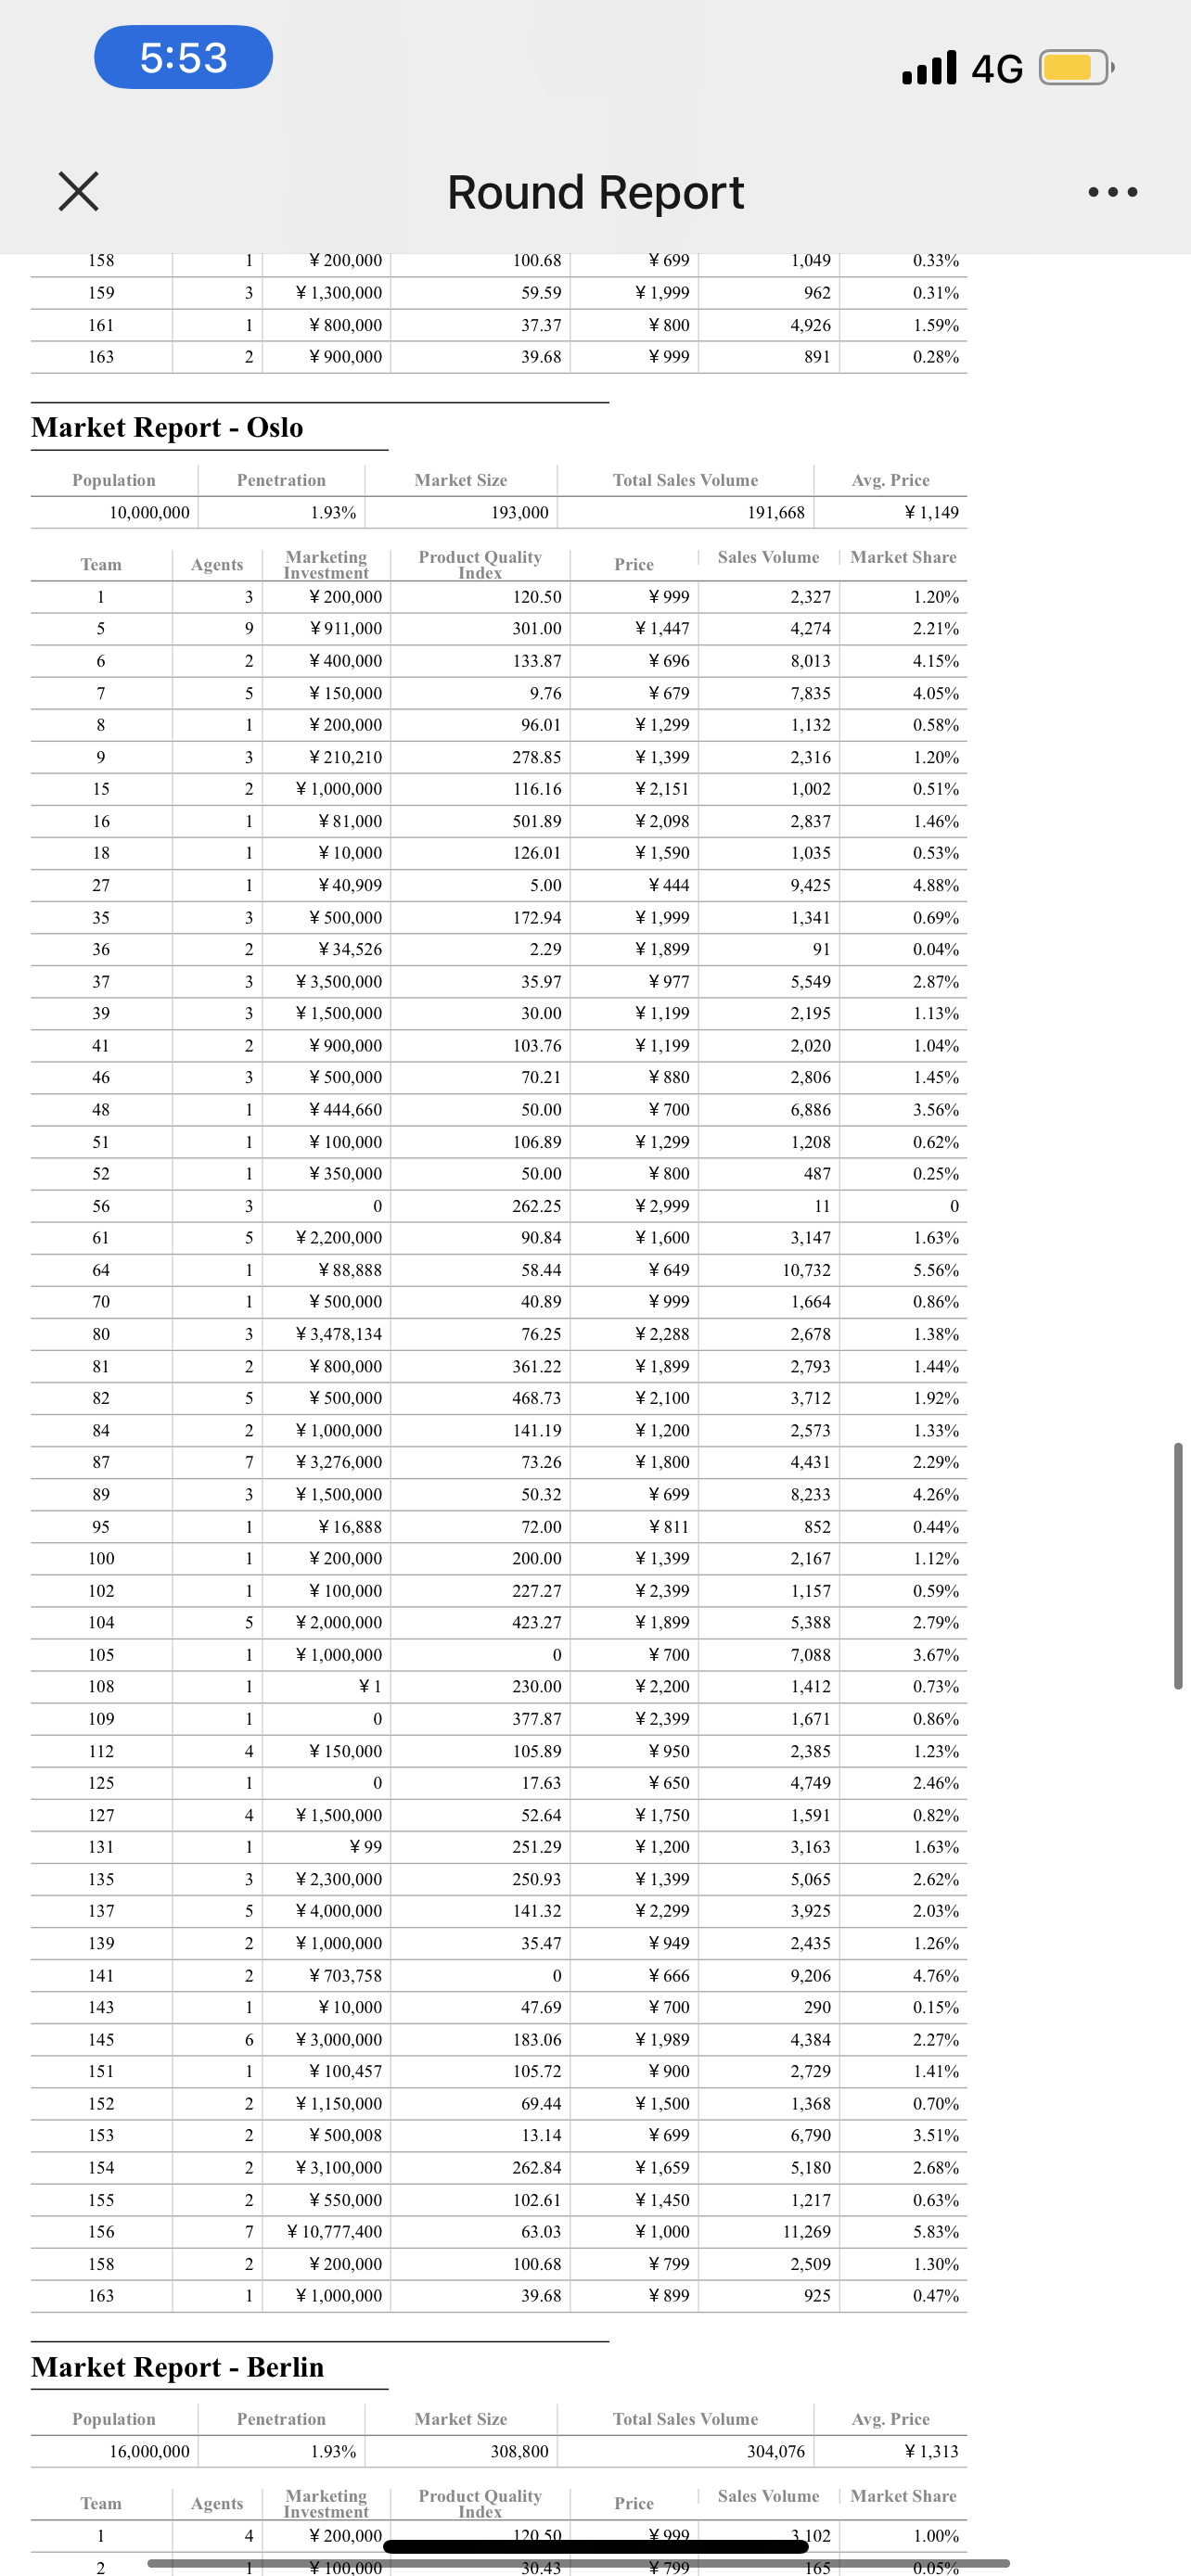 5:53
4G
Round Report
158 1 ¥ 200,000 100.68 ¥ 699 1,049 0.33%
159 3 ¥ 1,300,000 59.59 ¥ 1,999 962 0.31%
161 1 ¥ 800,000 37.37 ¥ 800 4,926 1.59%
163 2 ¥ 900,000 39.68 ¥ 999 891 0.28%
Market Report - Oslo
Population Penetration Market Size Total Sales Volume Avg. Price
10,000,000 1.93% 193,000 191,668 ¥ 1,149
Team Agents Marketing Investment Product Quality Index Price Sales Volume Market Share
1 3 ¥ 200,000 120.50 ¥ 999 2,327 1.20%
5 9 ¥ 911,000 301.00 ¥ 1,447 4,274 2.21%
6 2 ¥ 400,000 133.87 ¥ 696 8,013 4.15%
7 5 ¥ 150,000 9.76 ¥ 679 7,835 4.05%
8 1 ¥ 200,000 96.01 ¥ 1,299 1,132 0.58%
9 3 ¥ 210,210 278.85 ¥ 1,399 2,316 1.20%
15 2 ¥ 1,000,000 116.16 ¥ 2,151 1,002 0.51%
16 1 ¥ 81,000 501.89 ¥ 2,098 2,837 1.46%
18 1 ¥ 10,000 126.01 ¥ 1,590 1,035 0.53%
27 1 ¥ 40,909 5.00 ¥ 444 9,425 4.88%
35 3 ¥ 500,000 172.94 ¥ 1,999 1,341 0.69%
36 2 ¥ 34,526 2.29 ¥ 1,899 91 0.04%
37 3 ¥ 3,500,000 35.97 ¥ 977 5,549 2.87%
39 3 ¥ 1,500,000 30.00 ¥ 1,199 2,195 1.13%
41 2 ¥ 900,000 103.76 ¥ 1,199 2,020 1.04%
46 3 ¥ 500,000 70.21 ¥ 880 2,806 1.45%
48 1 ¥ 444,660 50.00 ¥ 700 6,886 3.56%
51 1 ¥ 100,000 106.89 ¥ 1,299 1,208 0.62%
52 1 ¥ 350,000 50.00 ¥ 800 487 0.25%
56 3 0 262.25 ¥ 2,999 11 0
61 5 ¥ 2,200,000 90.84 ¥ 1,600 3,147 1.63%
64 1 ¥ 88,888 58.44 ¥ 649 10,732 5.56%
70 1 ¥ 500,000 40.89 ¥ 999 1,664 0.86%
80 3 ¥ 3,478,134 76.25 ¥ 2,288 2,678 1.38%
81 2 ¥ 800,000 361.22 ¥ 1,899 2,793 1.44%
82 5 ¥ 500,000 468.73 ¥ 2,100 3,712 1.92%
84 2 ¥ 1,000,000 141.19 ¥ 1,200 2,573 1.33%
87 7 ¥ 3,276,000 73.26 ¥ 1,800 4,431 2.29%
89 3 ¥ 1,500,000 50.32 ¥ 699 8,233 4.26%
95 1 ¥ 16,888 72.00 ¥ 811 852 0.44%
100 1 ¥ 200,000 200.00 ¥ 1,399 2,167 1.12%
102 1 ¥ 100,000 227.27 ¥ 2,399 1,157 0.59%
104 5 ¥ 2,000,000 423.27 ¥ 1,899 5,388 2.79%
105 1 ¥ 1,000,000 0 ¥ 700 7,088 3.67%
108 1 ¥ 1 230.00 ¥ 2,200 1,412 0.73%
109 1 0 377.87 ¥ 2,399 1,671 0.86%
112 4 ¥ 150,000 105.89 ¥ 950 2,385 1.23%
125 1 0 17.63 ¥ 650 4,749 2.46%
127 4 ¥ 1,500,000 52.64 ¥ 1,750 1,591 0.82%
131 1 ¥ 99 251.29 ¥ 1,200 3,163 1.63%
135 3 ¥ 2,300,000 250.93 ¥ 1,399 5,065 2.62%
137 5 ¥ 4,000,000 141.32 ¥ 2,299 3,925 2.03%
139 2 ¥ 1,000,000 35.47 ¥ 949 2,435 1.26%
141 2 ¥ 703,758 0 ¥ 666 9,206 4.76%
143 1 ¥ 10,000 47.69 ¥ 700 290 0.15%
145 6 ¥ 3,000,000 183.06 ¥ 1,989 4,384 2.27%
151 1 ¥ 100,457 105.72 ¥ 900 2,729 1.41%
152 2 ¥ 1,150,000 69.44 ¥ 1,500 1,368 0.70%
153 2 ¥ 500,008 13.14 ¥ 699 6,790 3.51%
154 2 ¥ 3,100,000 262.84 ¥ 1,659 5,180 2.68%
155 2 ¥ 550,000 102.61 ¥ 1,450 1,217 0.63%
156 7 ¥ 10,777,400 63.03 ¥ 1,000 11,269 5.83%
158 2 ¥ 200,000 100.68 ¥ 799 2,509 1.30%
163 1 ¥ 1,000,000 39.68 ¥ 899 925 0.47%
Market Report - Berlin
Population Penetration Market Size Total Sales Volume Avg. Price
16,000,000 1.93% 308,800 304,076 ¥ 1,313
Team Agents Marketing Investment Product Quality Index Price Sales Volume Market Share
1 4 ¥ 200,000 120.50 ¥ 999 3,102 1.00%
2 1 ¥ 100,000 30.43 ¥ 799 165 0.05%